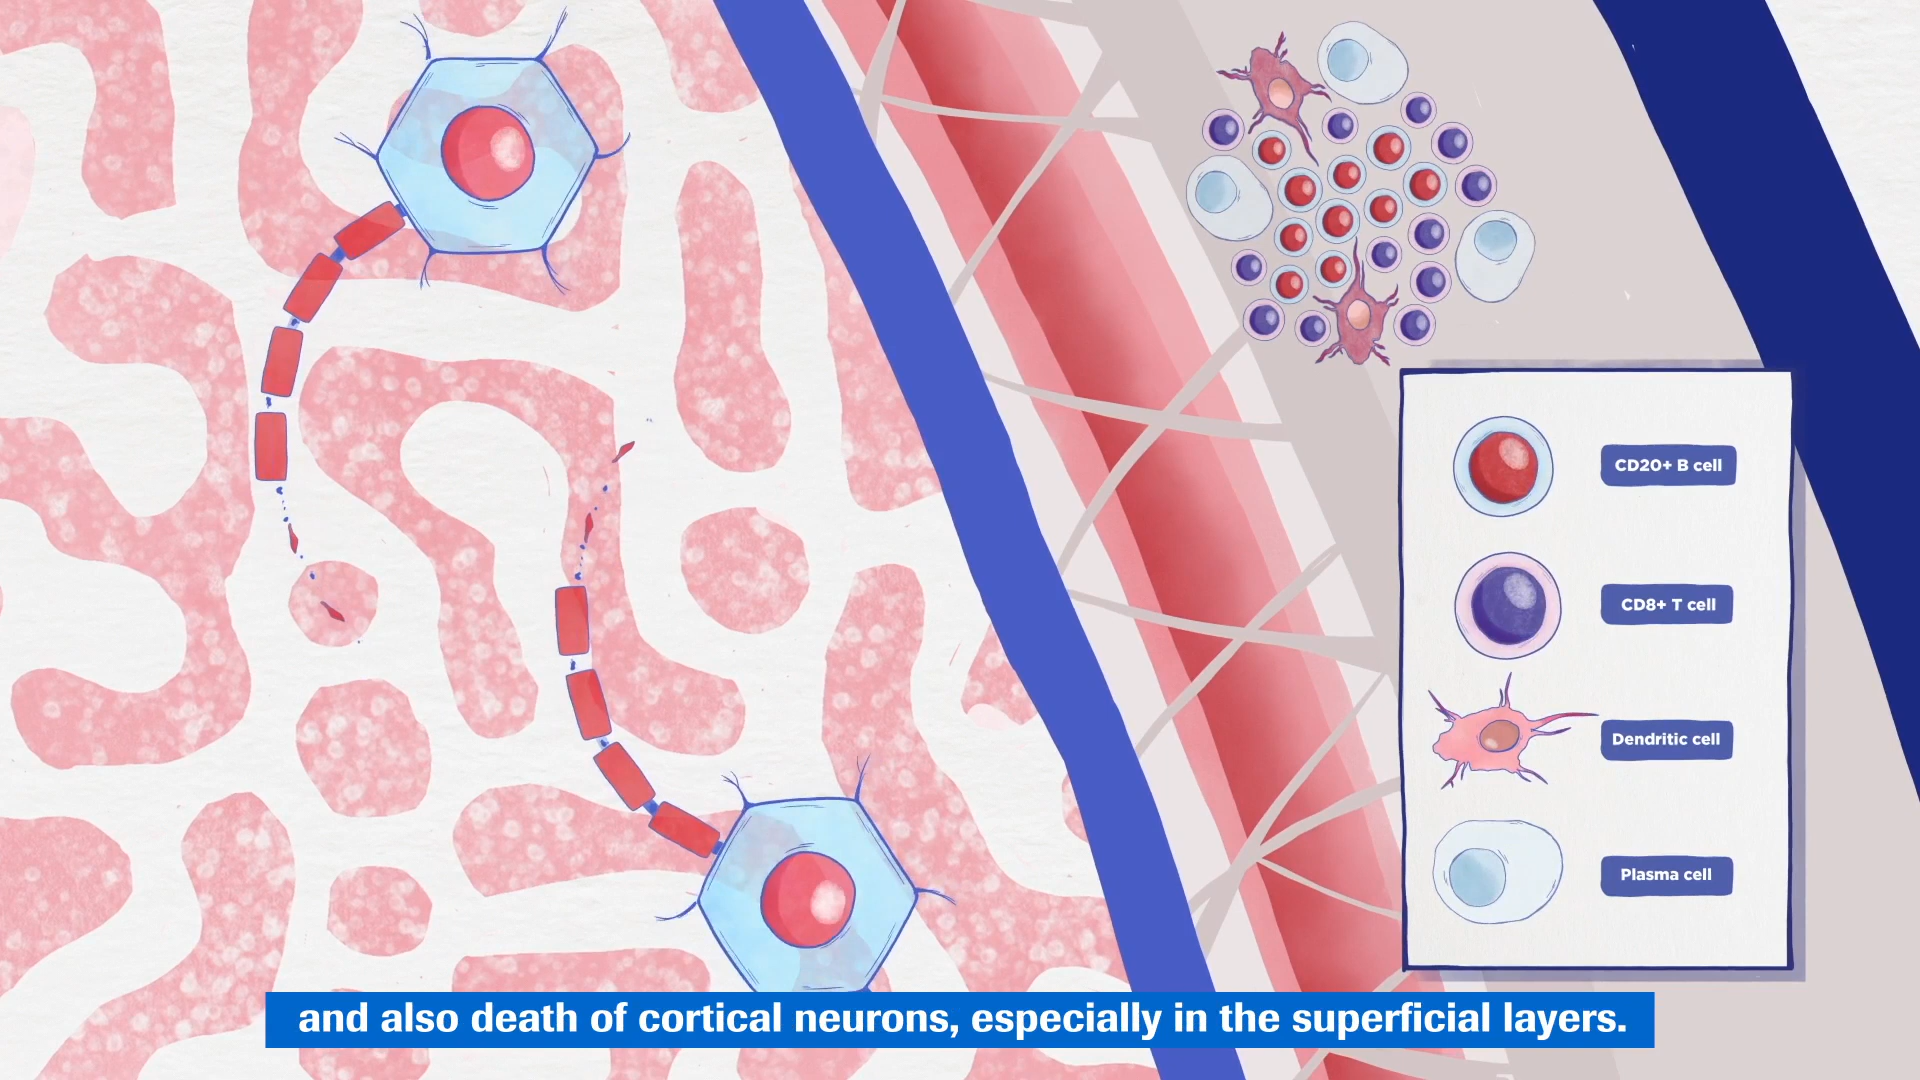 CD20+ B cell
CD8+ T cell
Dendritic cell
Plasma cell
and also death of cortical neurons, especially in the superficial layers.